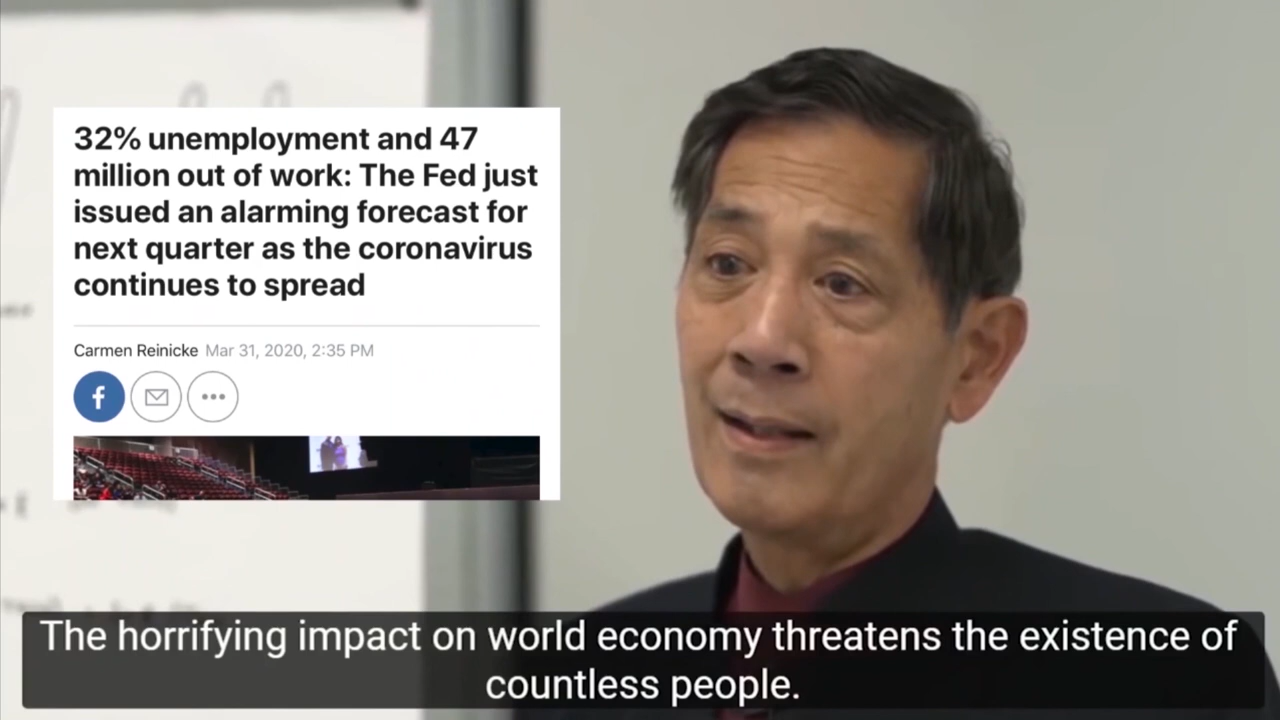 32% unemployment and 47
million out of work: The Fed just
issued an alarming forecast for
next quarter as the coronavirus
continues to spread
Carmen Reinicke Mar 31, 2020, 2:35 PM
f
The horrifying impact on world economy threatens the existence of
countless people.